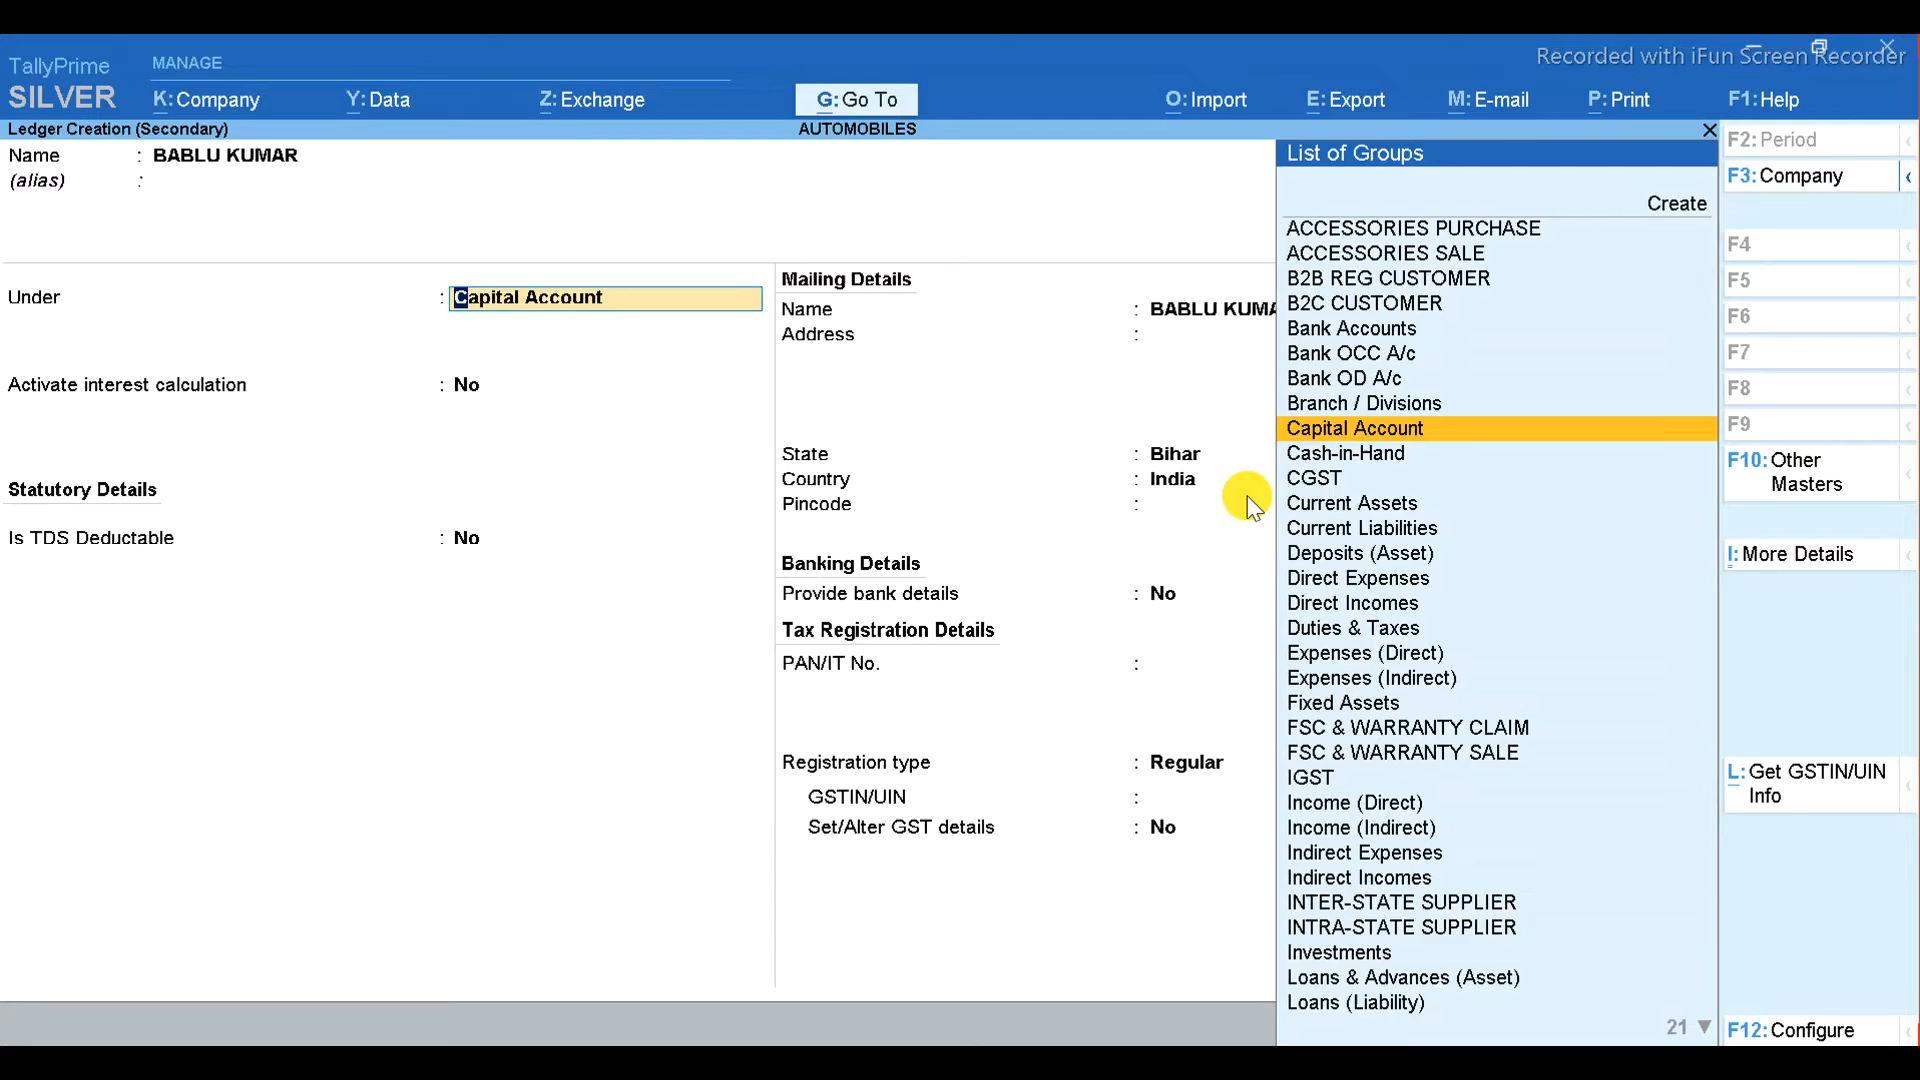 Recorded with iFun Screen Recorder
TallyPrime
SILVER
MANAGE
K:Company
Y:Data
Z:Exchange
G:Go To
O:Import
E:Export
M:E-mail
P:Print
F1:Help
Ledger Creation (Secondary)
AUTOMOBILES
Name : BABLU KUMAR
(alias) :
Under : Capital Account
Activate interest calculation : No
Statutory Details
Is TDS Deductable : No
Mailing Details
Name : BABLU KUMA
Address :
State : Bihar
Country : India
Pincode :
Banking Details
Provide bank details : No
Tax Registration Details
PAN/IT No. :
Registration type : Regular
GSTIN/UIN :
Set/Alter GST details : No
List of Groups
Create
ACCESSORIES PURCHASE
ACCESSORIES SALE
B2B REG CUSTOMER
B2C CUSTOMER
Bank Accounts
Bank OCC A/c
Bank OD A/c
Branch / Divisions
Capital Account
Cash-in-Hand
CGST
Current Assets
Current Liabilities
Deposits (Asset)
Direct Expenses
Direct Incomes
Duties & Taxes
Expenses (Direct)
Expenses (Indirect)
Fixed Assets
FSC & WARRANTY CLAIM
FSC & WARRANTY SALE
IGST
Income (Direct)
Income (Indirect)
Indirect Expenses
Indirect Incomes
INTER-STATE SUPPLIER
INTRA-STATE SUPPLIER
Investments
Loans & Advances (Asset)
Loans (Liability)
21 ▼
F2:Period
F3:Company
F4
F5
F6
F7
F8
F9
F10:Other
Masters
I:More Details
L:Get GSTIN/UIN
Info
F12:Configure